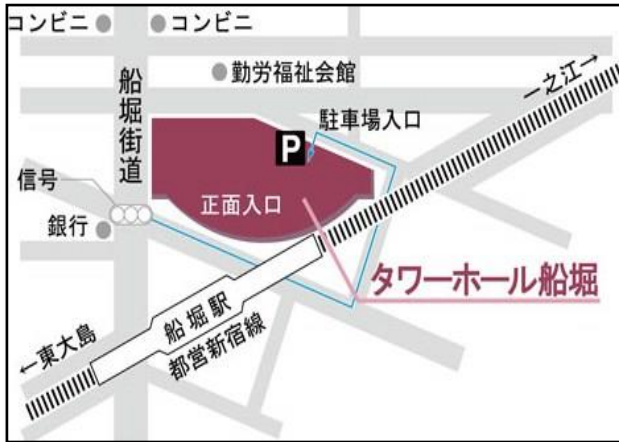 コンビニ
コンビニ
船堀街道
勤労福祉会館
一之江→
駐車場入口
P
信号
正面入口
銀行
タワーホール船堀
船堀駅
都営新宿線
←東大島